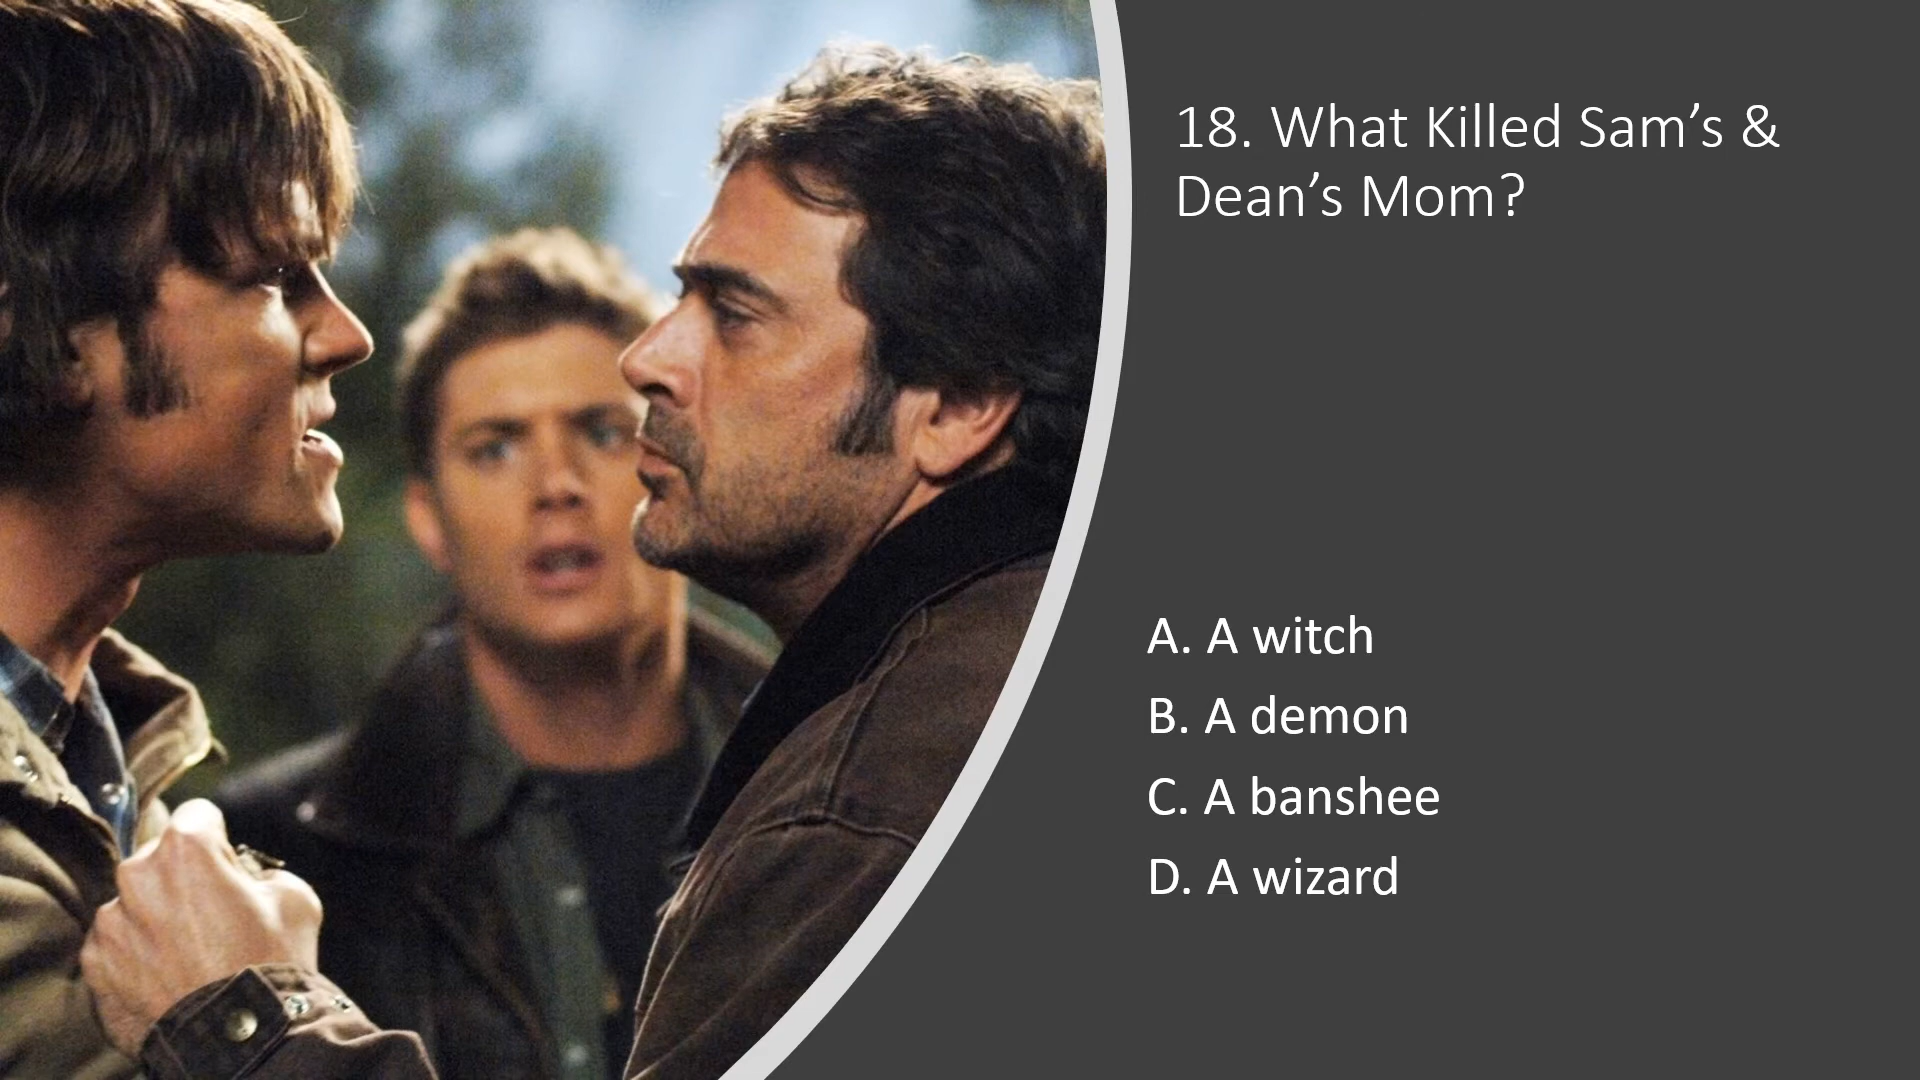 18. What Killed Sam’s &
Dean’s Mom?
A. A witch
B. A demon
C. A banshee
D. A wizard